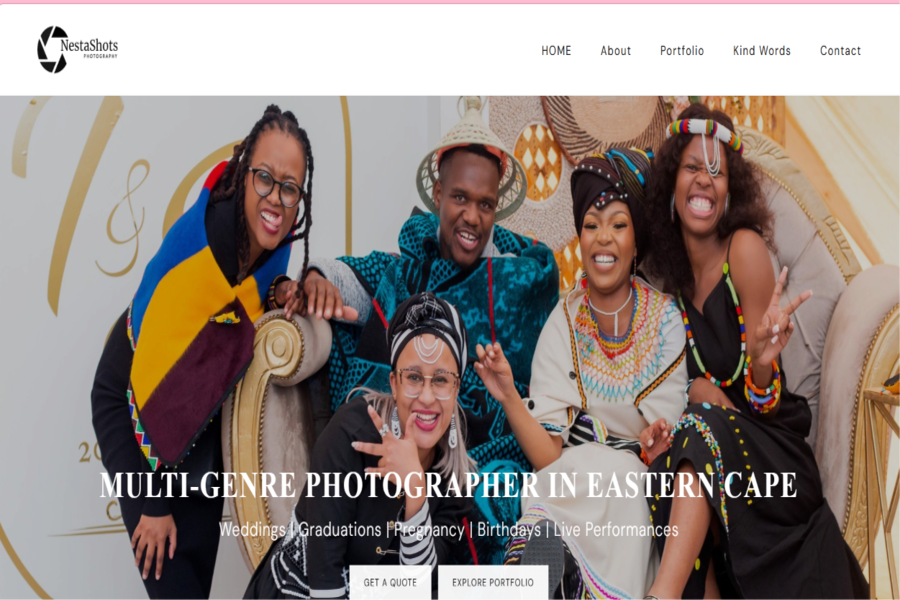 NestaShots
PHOTOGRAPHY
HOME About Portfolio Kind Words Contact
&
MULTI-GENRE PHOTOGRAPHER IN EASTERN CAPE
Weddings | Graduations | Pregnancy | Birthdays | Live Performances
GET A QUOTE EXPLORE PORTFOLIO